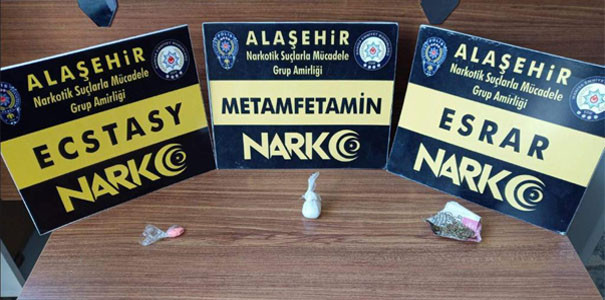 ALAŞEHİR
Narkotik Suçlarla Mücadele
Grup Amirliği
ECSTASY
NARKO
ALAŞEHİR
Narkotik Suçlarla Mücadele
Grup Amirliği
METAMFETAMİN
NARKO
ALAŞEHİR
Narkotik Suçlarla Mücadele
Grup Amirliği
ESRAR
NARKO